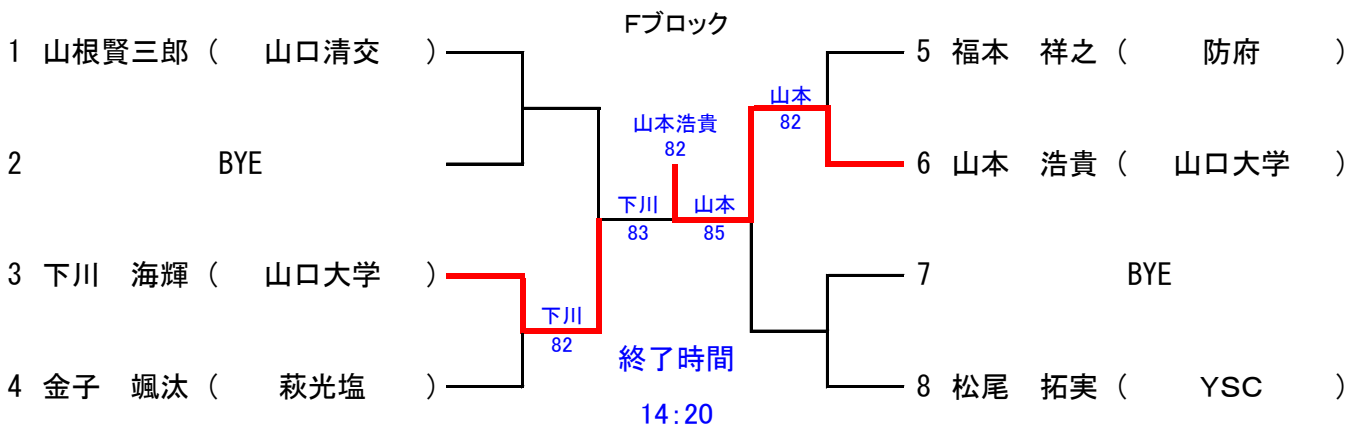 Fブロック
1 山根賢三郎 ( 山口清交 )
2 BYE
3 下川 海輝 ( 山口大学 )
4 金子 颯汰 ( 萩光塩 )
下川
82
下川
83
山本浩貴
82
山本
85
山本
82
5 福本 祥之 ( 防府 )
6 山本 浩貴 ( 山口大学 )
7 BYE
8 松尾 拓実 ( YSC )
終了時間
14:20